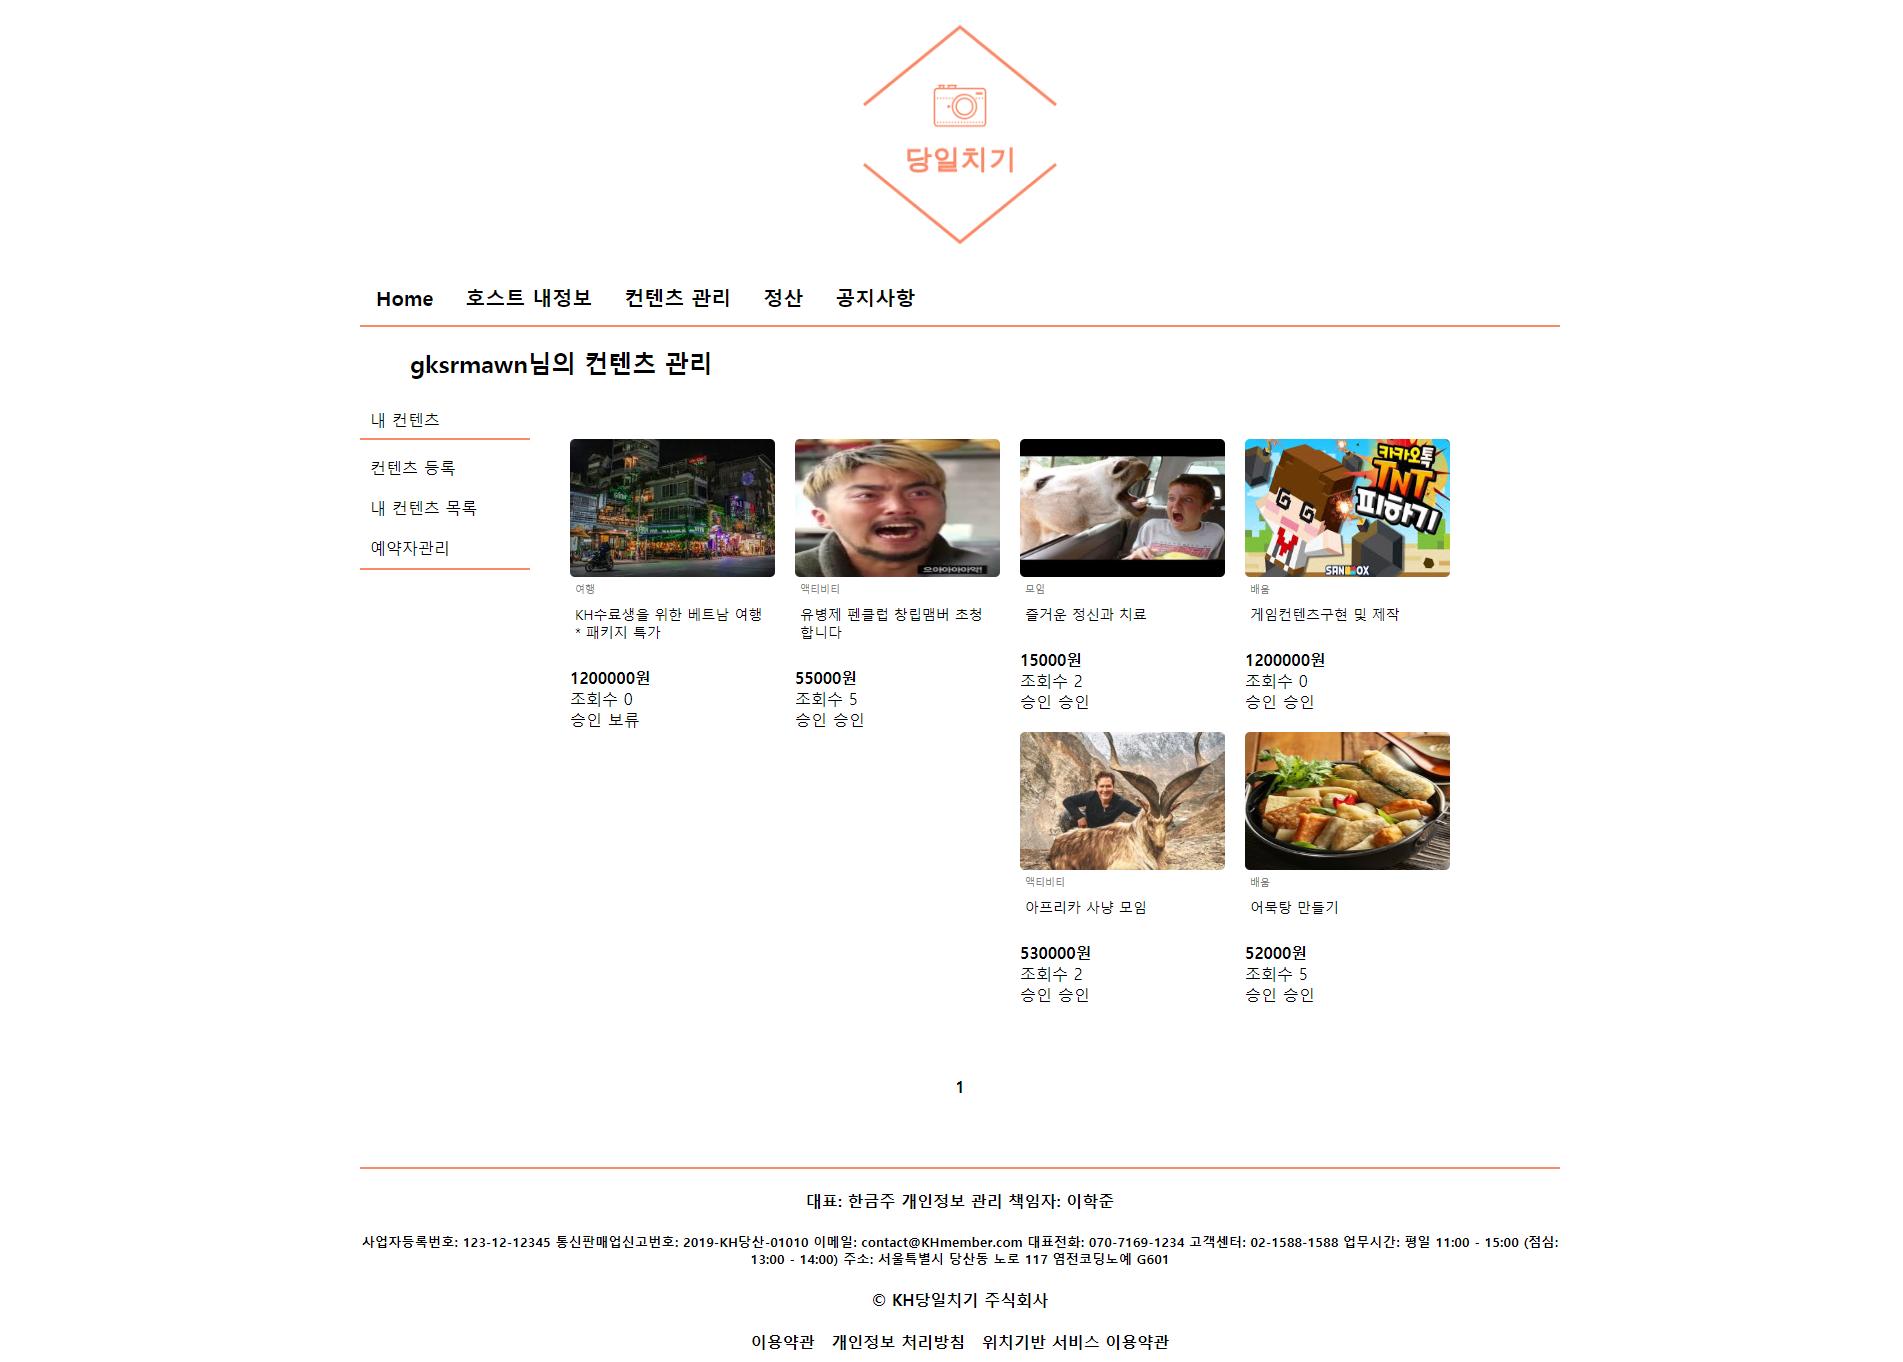 당일치기
Home 호스트 내정보 컨텐츠 관리 정산 공지사항
gksrmawn님의 컨텐츠 관리
내 컨텐츠
컨텐츠 등록
내 컨텐츠 목록
예약자관리
여행
KH수료생을 위한 베트남 여행
* 패키지 특가
1200000원
조회수 0
승인 보류
으아아아아악!
액티비티
유병제 펜클럽 창립맴버 초청
합니다
55000원
조회수 5
승인 승인
모임
즐거운 정신과 치료
15000원
조회수 2
승인 승인
카카오톡
TNT
피하기
SANDBOX
배움
게임컨텐츠구현 및 제작
1200000원
조회수 0
승인 승인
액티비티
아프리카 사냥 모임
530000원
조회수 2
승인 승인
배움
어묵탕 만들기
52000원
조회수 5
승인 승인
1
대표: 한금주 개인정보 관리 책임자: 이학준
사업자등록번호: 123-12-12345 통신판매업신고번호: 2019-KH당산-01010 이메일: contact@KHmember.com 대표전화: 070-7169-1234 고객센터: 02-1588-1588 업무시간: 평일 11:00 - 15:00 (점심:
13:00 - 14:00) 주소: 서울특별시 당산동 노로 117 염전코딩노예 G601
© KH당일치기 주식회사
이용약관 개인정보 처리방침 위치기반 서비스 이용약관